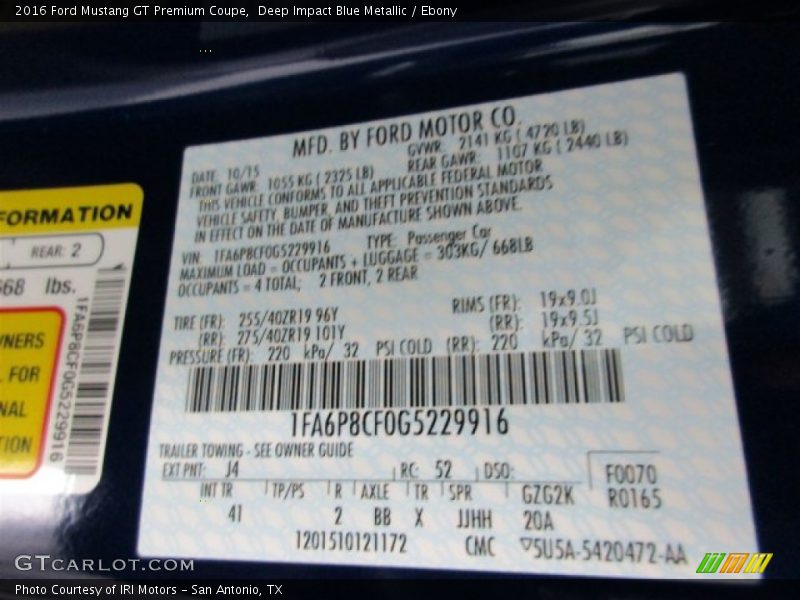 2016 Ford Mustang GT Premium Coupe,  Deep Impact Blue Metallic / Ebony
FORMATION
REAR: 2
668 lbs.
WNERS
FOR
NAL
TION
1FA6P8CF0G5229916
MFD. BY FORD MOTOR CO.
DATE: 10/15 GVWR: 2141 KG ( 4720 LB)
FRONT GAWR: 1055 KG ( 2325 LB) REAR GAWR: 1107 KG ( 2440 LB)
THIS VEHICLE CONFORMS TO ALL APPLICABLE FEDERAL MOTOR
VEHICLE SAFETY, BUMPER, AND THEFT PREVENTION STANDARDS
IN EFFECT ON THE DATE OF MANUFACTURE SHOWN ABOVE.
VIN: 1FA6P8CF0G5229916 TYPE: Passenger Car
MAXIMUM LOAD = OCCUPANTS + LUGGAGE = 303KG/ 668LB
OCCUPANTS = 4 TOTAL; 2 FRONT, 2 REAR
TIRE (FR): 255/40ZR19 96Y RIMS (FR): 19x9.0J
(RR): 275/40ZR19 101Y (RR): 19x9.5J
PRESSURE (FR): 220 kPa/ 32 PSI COLD (RR): 220 kPa/ 32 PSI COLD
1FA6P8CF0G5229916
TRAILER TOWING - SEE OWNER GUIDE
EXT PNT: J4 RC: 52 DSO: F0070
INT TR TP/PS R AXLE TR SPR GZG2K R0165
41 2 BB X JJHH 20A
1201510121172 CMC ▽5U5A-5420472-AA
GTCARLOT.COM
Photo Courtesy of IRI Motors – San Antonio, TX